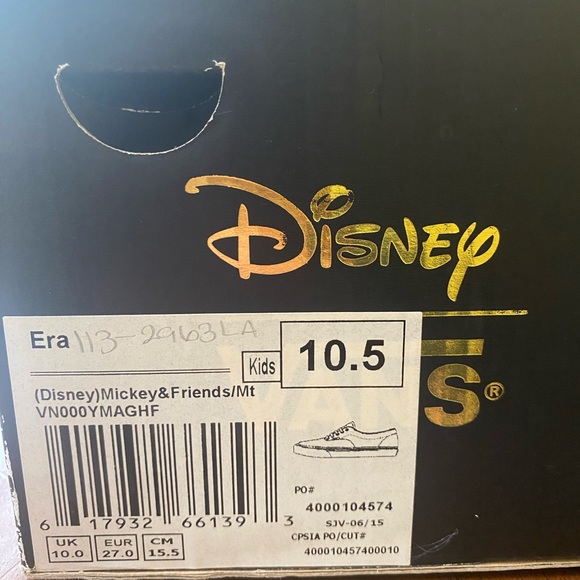 Disney
VANS®
Era 113-2963LA
Kids 10.5
(Disney)Mickey&Friends/Mt
VN000YMAGHF
6 17932 66139 3
UK 10.0 EUR 27.0 CM 15.5
PO#
4000104574
SJV-06/15
CPSIA PO/CUT#
400010457400010